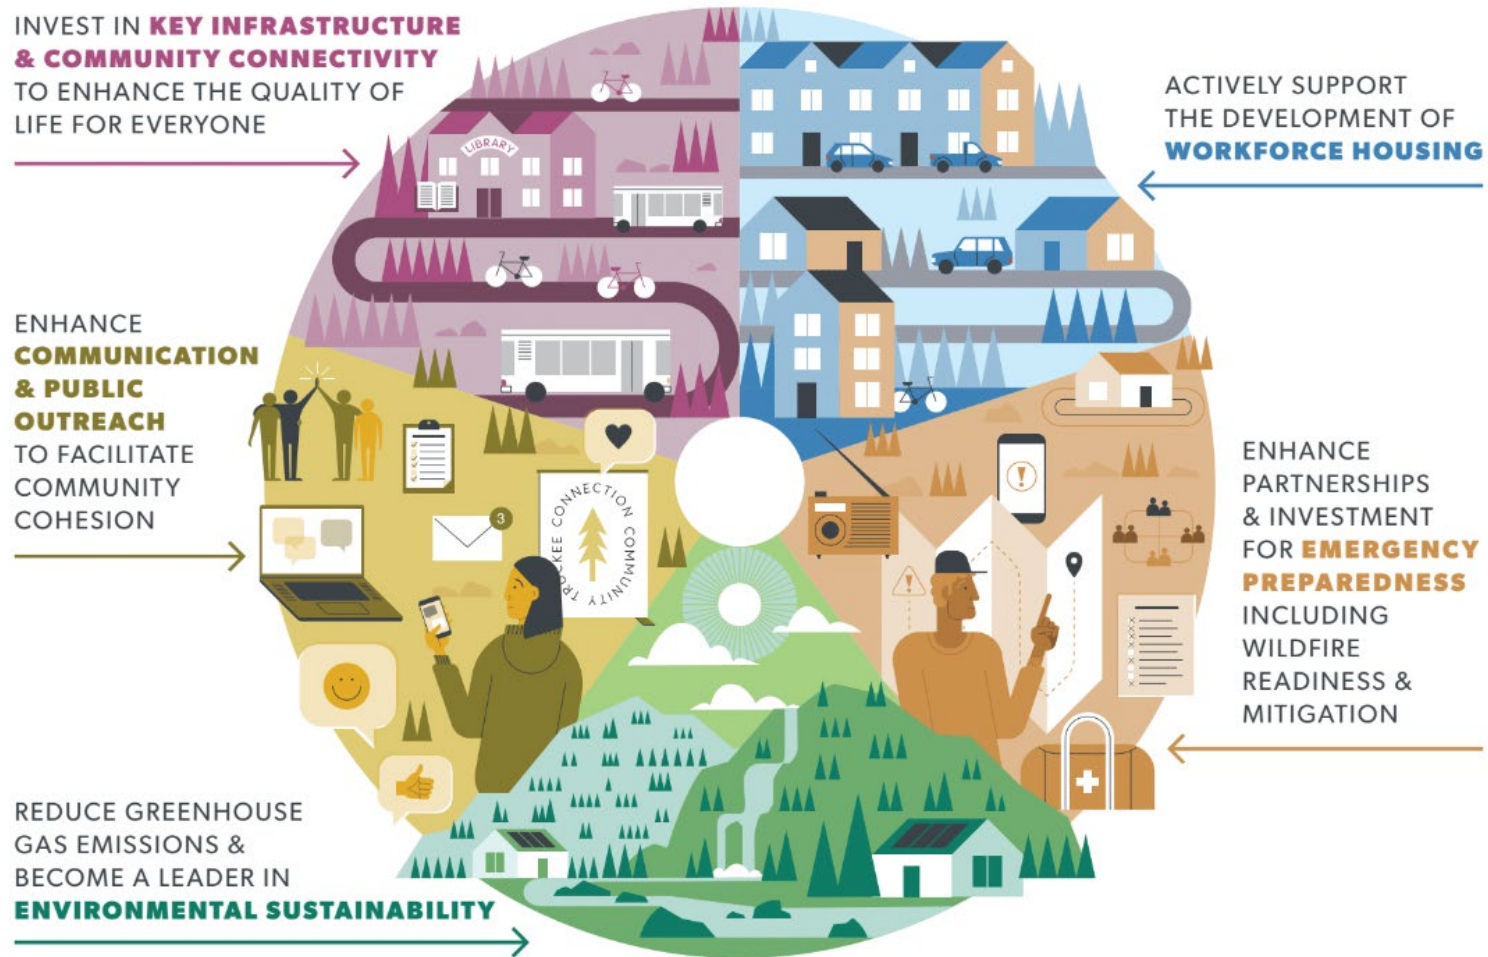 INVEST IN KEY INFRASTRUCTURE
& COMMUNITY CONNECTIVITY
TO ENHANCE THE QUALITY OF
LIFE FOR EVERYONE
LIBRARY
ACTIVELY SUPPORT
THE DEVELOPMENT OF
WORKFORCE HOUSING
ENHANCE
COMMUNICATION
& PUBLIC
OUTREACH
TO FACILITATE
COMMUNITY
COHESION
3
TRUCKEE CONNECTION COMMUNITY
ENHANCE
PARTNERSHIPS
& INVESTMENT
FOR EMERGENCY
PREPAREDNESS
INCLUDING
WILDFIRE
READINESS &
MITIGATION
REDUCE GREENHOUSE
GAS EMISSIONS &
BECOME A LEADER IN
ENVIRONMENTAL SUSTAINABILITY